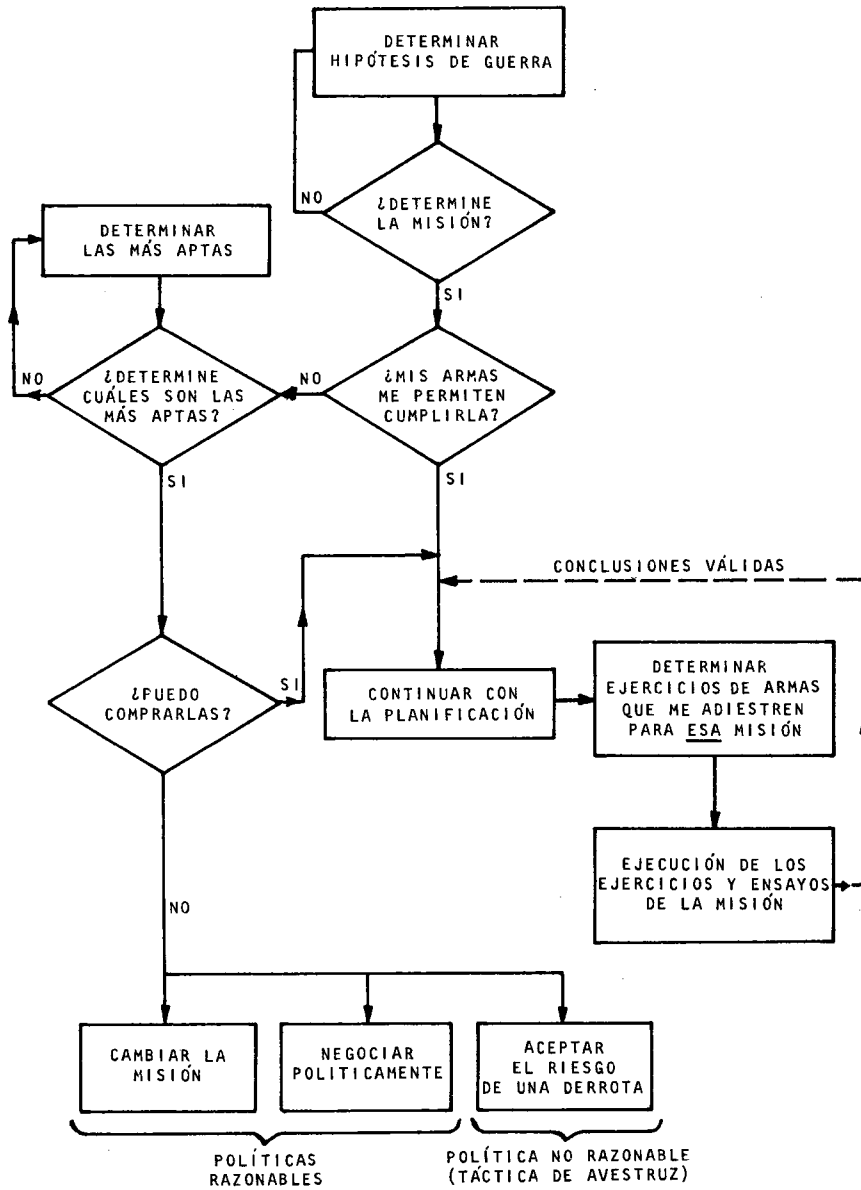 DETERMINAR
HIPÓTESIS DE GUERRA
NO
¿DETERMINE
LA MISIÓN?
SI
DETERMINAR
LAS MÁS APTAS
NO
¿DETERMINE
CUÁLES SON LAS
MÁS APTAS?
NO
¿MIS ARMAS
ME PERMITEN
CUMPLIRLA?
SI
SI
CONCLUSIONES VÁLIDAS
¿PUEDO
COMPRARLAS?
SI
CONTINUAR CON
LA PLANIFICACIÓN
DETERMINAR
EJERCICIOS DE ARMAS
QUE ME ADIESTREN
PARA ESA MISIÓN
EJECUCIÓN DE LOS
EJERCICIOS Y ENSAYOS
DE LA MISIÓN
NO
CAMBIAR LA
MISIÓN
NEGOCIAR
POLITICAMENTE
ACEPTAR
EL RIESGO
DE UNA DERROTA
POLÍTICAS
RAZONABLES
POLÍTICA NO RAZONABLE
(TÁCTICA DE AVESTRUZ)